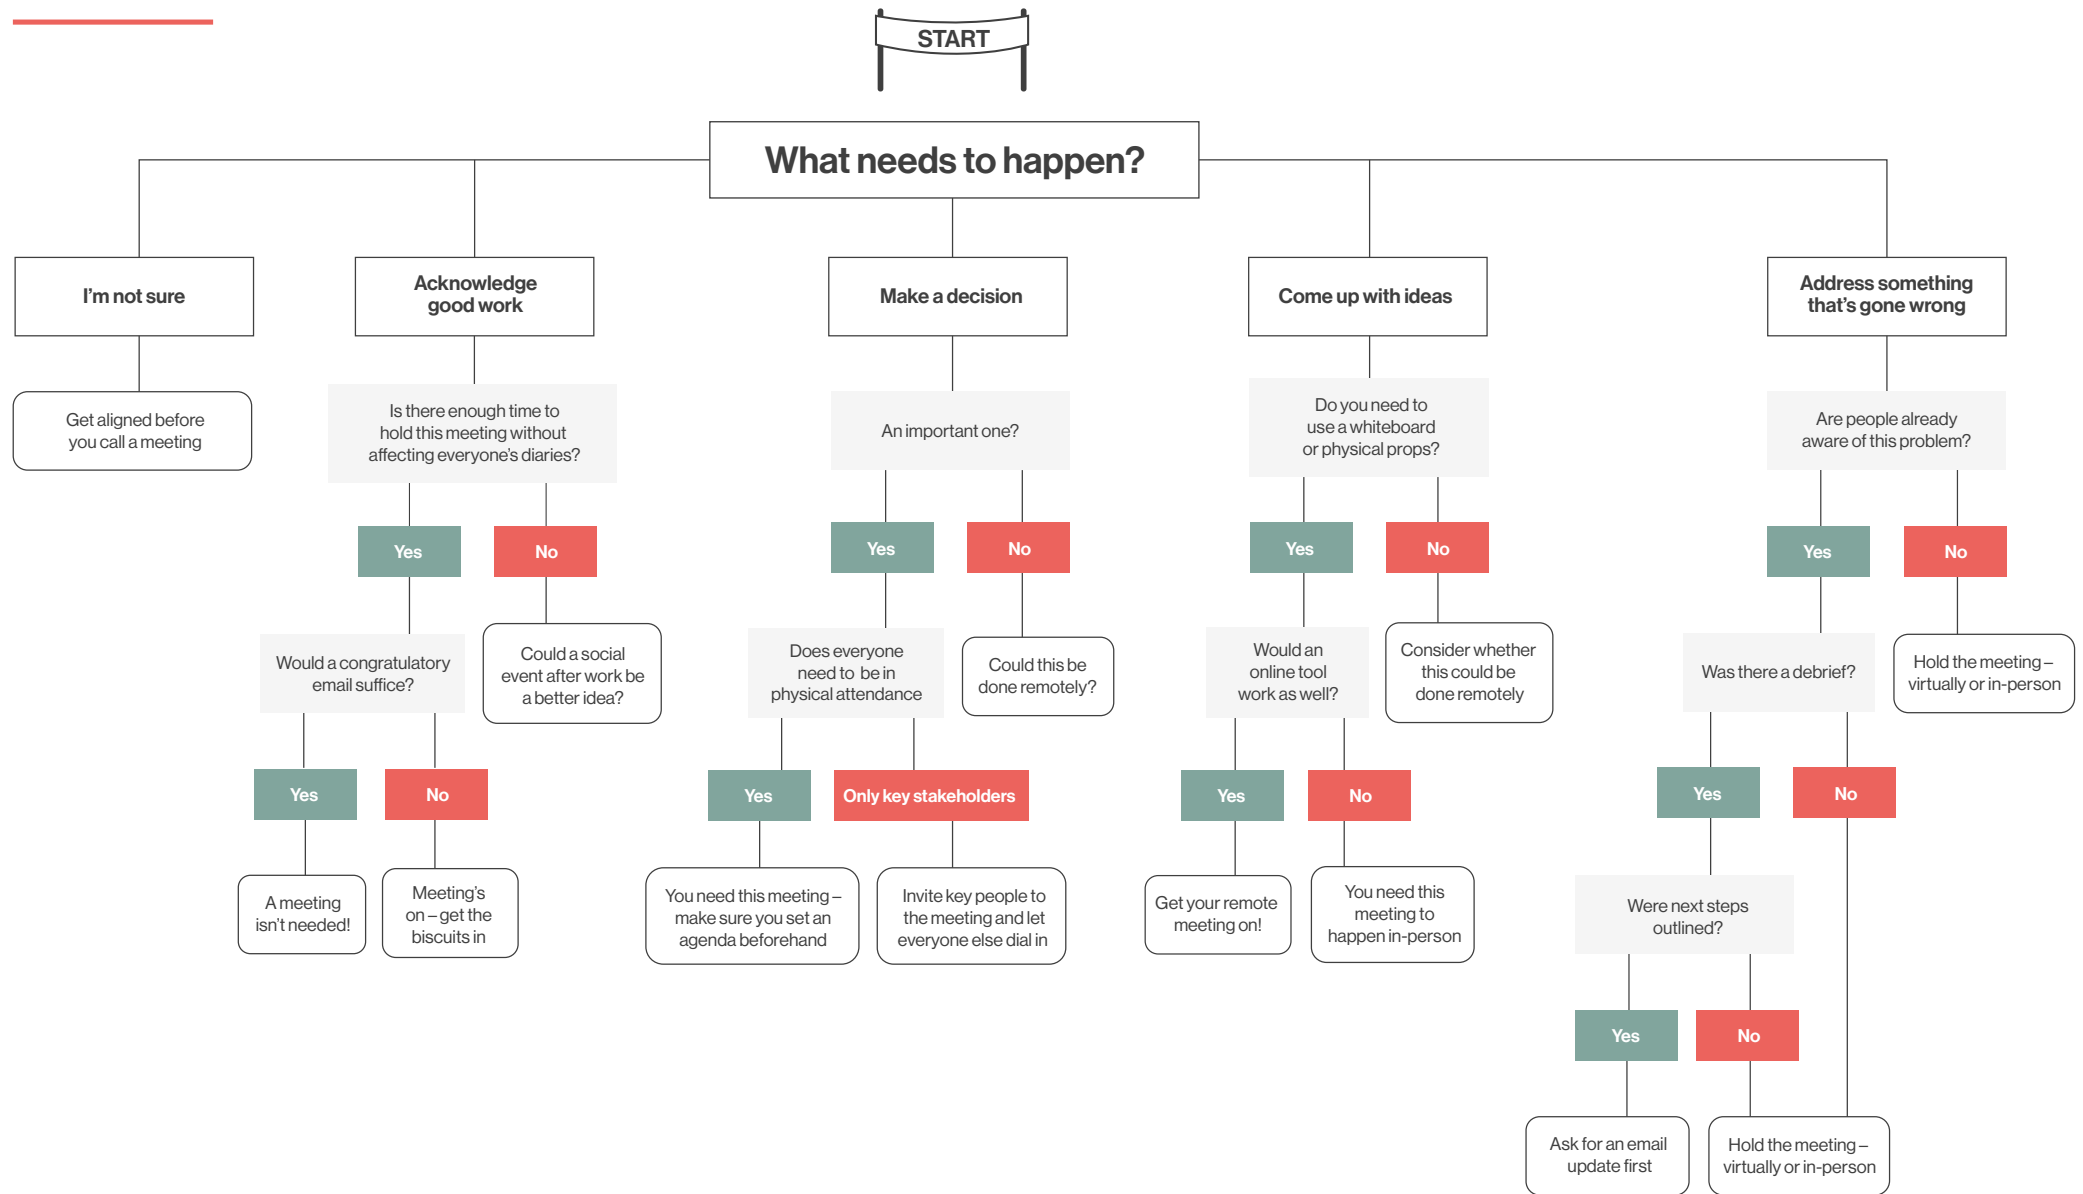 START
What needs to happen?
I'm not sure
Acknowledge
good work
Make a decision
Come up with ideas
Address something
that's gone wrong
Get aligned before
you call a meeting
Is there enough time to
hold this meeting without
affecting everyone's diaries?
An important one?
Do you need to
use a whiteboard
or physical props?
Are people already
aware of this problem?
Yes
No
Yes
No
Yes
No
Yes
No
Would a congratulatory
email suffice?
Could a social
event after work be
a better idea?
Does everyone
need to be in
physical attendance
Could this be
done remotely?
Would an
online tool
work as well?
Consider whether
this could be
done remotely
Was there a debrief?
Hold the meeting –
virtually or in-person
Yes
No
Yes
Only key stakeholders
Yes
No
Yes
No
A meeting
isn't needed!
Meeting's
on – get the
biscuits in
You need this meeting –
make sure you set an
agenda beforehand
Invite key people to
the meeting and let
everyone else dial in
Get your remote
meeting on!
You need this
meeting to
happen in-person
Were next steps
outlined?
Yes
No
Ask for an email
update first
Hold the meeting –
virtually or in-person